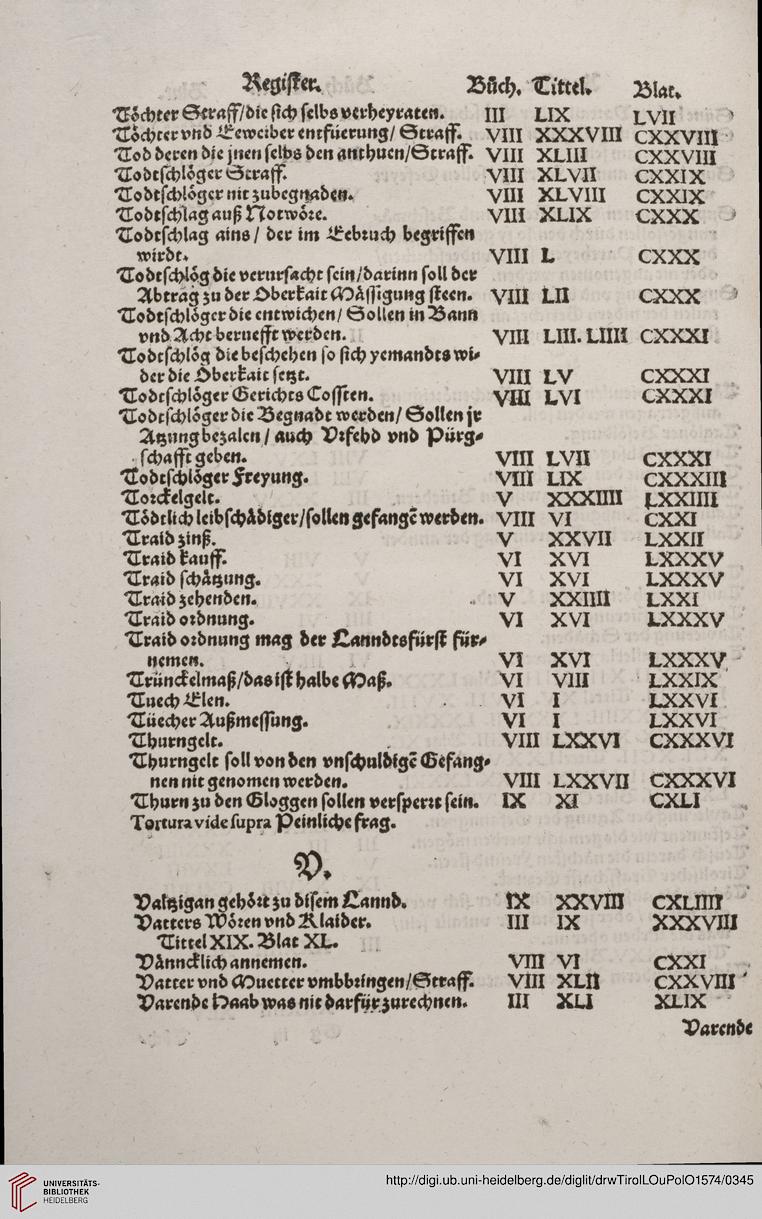 Register. Büch. Tittel. Blat.
Töchter Straff/die sich selbs verheyraten. III LIX LVII
Töchter vnd Eeweiber entfüerung/ Straff. VIII XXXVIII CXXVIII
Tod deren die jnen selbs den anthuen/Straff. VIII XLIII CXXVIII
Todtschlöger Straff. VIII XLVII CXXIX
Todtschlöger nit zubegnaden. VIII XLVIII CXXIX
Todtschlag auß Notwöre. VIII XLIX CXXX
Todtschlag ains / der im Eebruch begriffen
wirdt. VIII L CXXX
Todtschlög die verursacht sein/darinn soll der
Abtrag zu der Oberkait Mässigung steen. VIII LII CXXX
Todtschlöger die entwichen/ Sollen in Bann
vnd Acht beruefft werden. VIII LIII. LIIII CXXXI
Todtschlög die beschehen so sich yemandts wi-
der die Oberkait setzt. VIII LV CXXXI
Todtschlöger Gerichts Cossten. VIII LVI CXXXI
Todtschlöger die Begnadt werden/ Sollen jr
Atzung bezalen / auch Vrfehd vnd Pürg-
schafft geben. VIII LVII CXXXI
Todtschlöger Freyung. VIII LIX CXXXIII
Torckelgelt. V XXXIIII LXXIIII
Tödtlich leibschädiger/sollen gefangē werden. VIII VI CXXI
Traid zinß. V XXVII LXXII
Traid kauff. VI XVI LXXXV
Traid schätzung. VI XVI LXXXV
Traid zehenden. V XXIIII LXXI
Traid ordnung. VI XVI LXXXV
Traid ordnung mag der Lanndtsfürst für-
nemen. VI XVI LXXXV
Trünckelmaß/das ist halbe Maß. VI VIII LXXIX
Tuech Elen. VI I LXXVI
Tüecher Außmessung. VI I LXXVI
Thurngelt. VIII LXXVI CXXXVI
Thurngelt soll von den vnschuldigē Gefäng-
nen nit genomen werden. VIII LXXVII CXXXVI
Thurn zu den Gloggen sollen versperrt sein. IX XI CXLI
Tortura vide supra Peinliche frag.
V.
Valtzigan gehört zu disem Lannd. IX XXVIII CXLIIII
Vatters Wören vnd Klaider. III IX XXXVIII
Tittel XIX. Blat XL.
Vänncklich annemen. VIII VI CXXI
Vatter vnd Muetter vmbbringen/Straff. VIII XLII CXXVIII
Varende Haab was nit darfür zurechnen. III XLI XLIX
Varende
UNIVERSITÄTS-
BIBLIOTHEK
HEIDELBERG
http://digi.ub.uni-heidelberg.de/diglit/drwTirolLOuPolO1574/0345